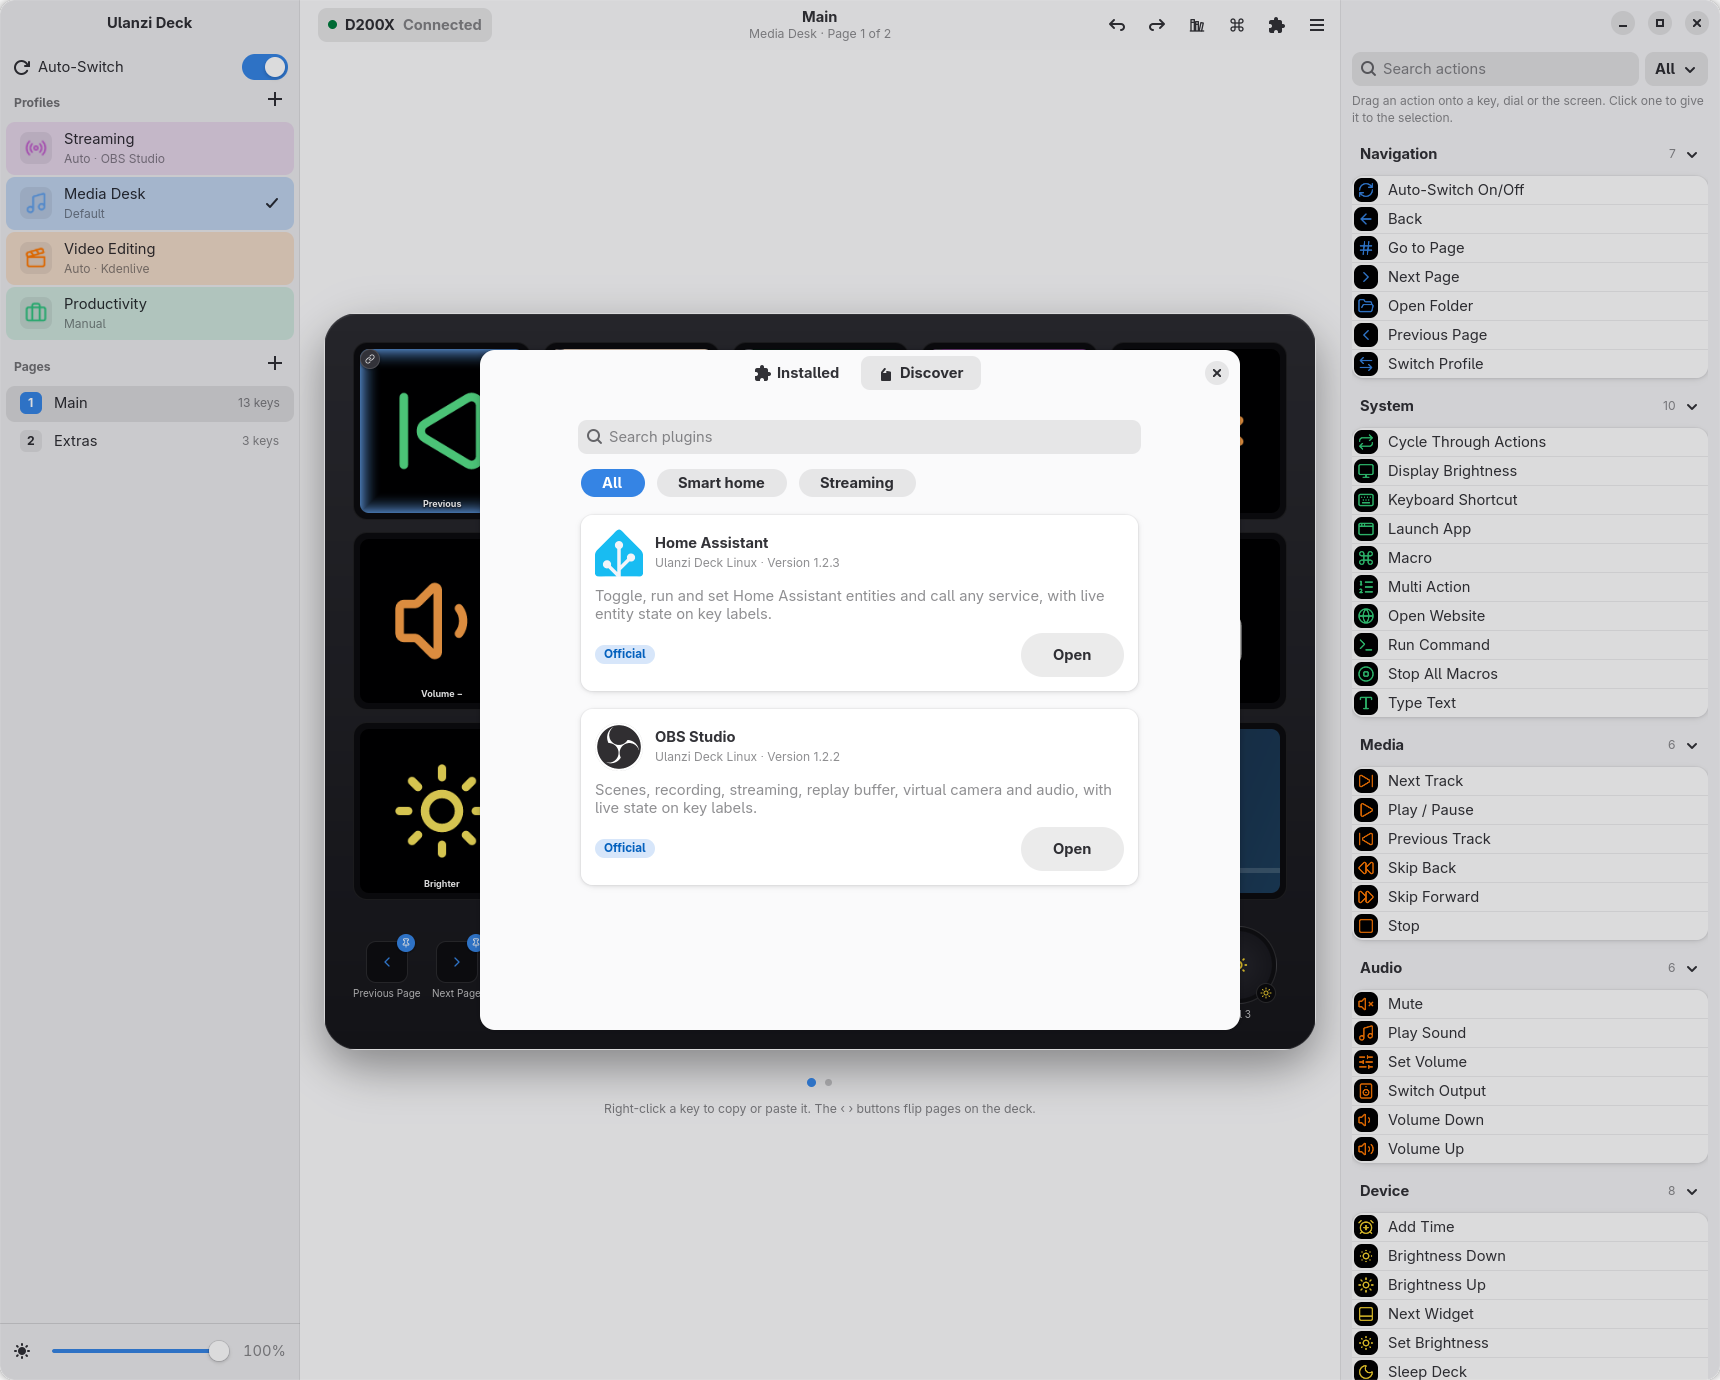 Ulanzi Deck
Auto-Switch
Profiles
Streaming
Auto · OBS Studio
Media Desk
Default
Video Editing
Auto · Kdenlive
Productivity
Manual
Pages
1 Main 13 keys
2 Extras 3 keys
100%
D200X Connected
Main
Media Desk · Page 1 of 2
Previous
Volume –
Brighter
Previous Page
Next Page
Installed
Discover
Search plugins
All
Smart home
Streaming
Home Assistant
Ulanzi Deck Linux · Version 1.2.3
Toggle, run and set Home Assistant entities and call any service, with live
entity state on key labels.
Official
Open
OBS Studio
Ulanzi Deck Linux · Version 1.2.2
Scenes, recording, streaming, replay buffer, virtual camera and audio, with
live state on key labels.
Official
Open
3
Right-click a key to copy or paste it. The ‹ › buttons flip pages on the deck.
Search actions
All
Drag an action onto a key, dial or the screen. Click one to give
it to the selection.
Navigation 7
Auto-Switch On/Off
Back
Go to Page
Next Page
Open Folder
Previous Page
Switch Profile
System 10
Cycle Through Actions
Display Brightness
Keyboard Shortcut
Launch App
Macro
Multi Action
Open Website
Run Command
Stop All Macros
Type Text
Media 6
Next Track
Play / Pause
Previous Track
Skip Back
Skip Forward
Stop
Audio 6
Mute
Play Sound
Set Volume
Switch Output
Volume Down
Volume Up
Device 8
Add Time
Brightness Down
Brightness Up
Next Widget
Set Brightness
Sleep Deck